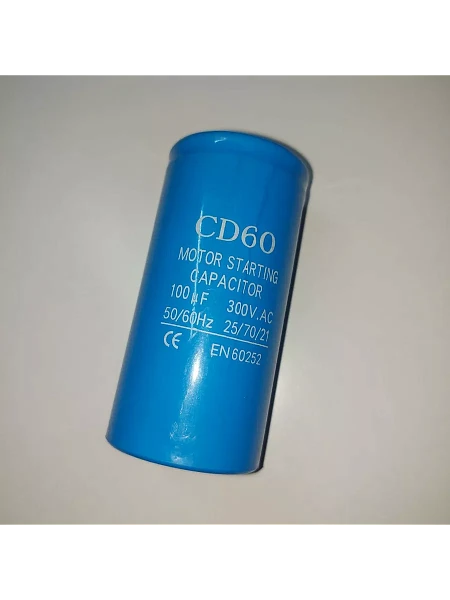 CD60
MOTOR STARTING
CAPACITOR
100μF 300V.AC
50/60Hz 25/70/21
CE EN60252